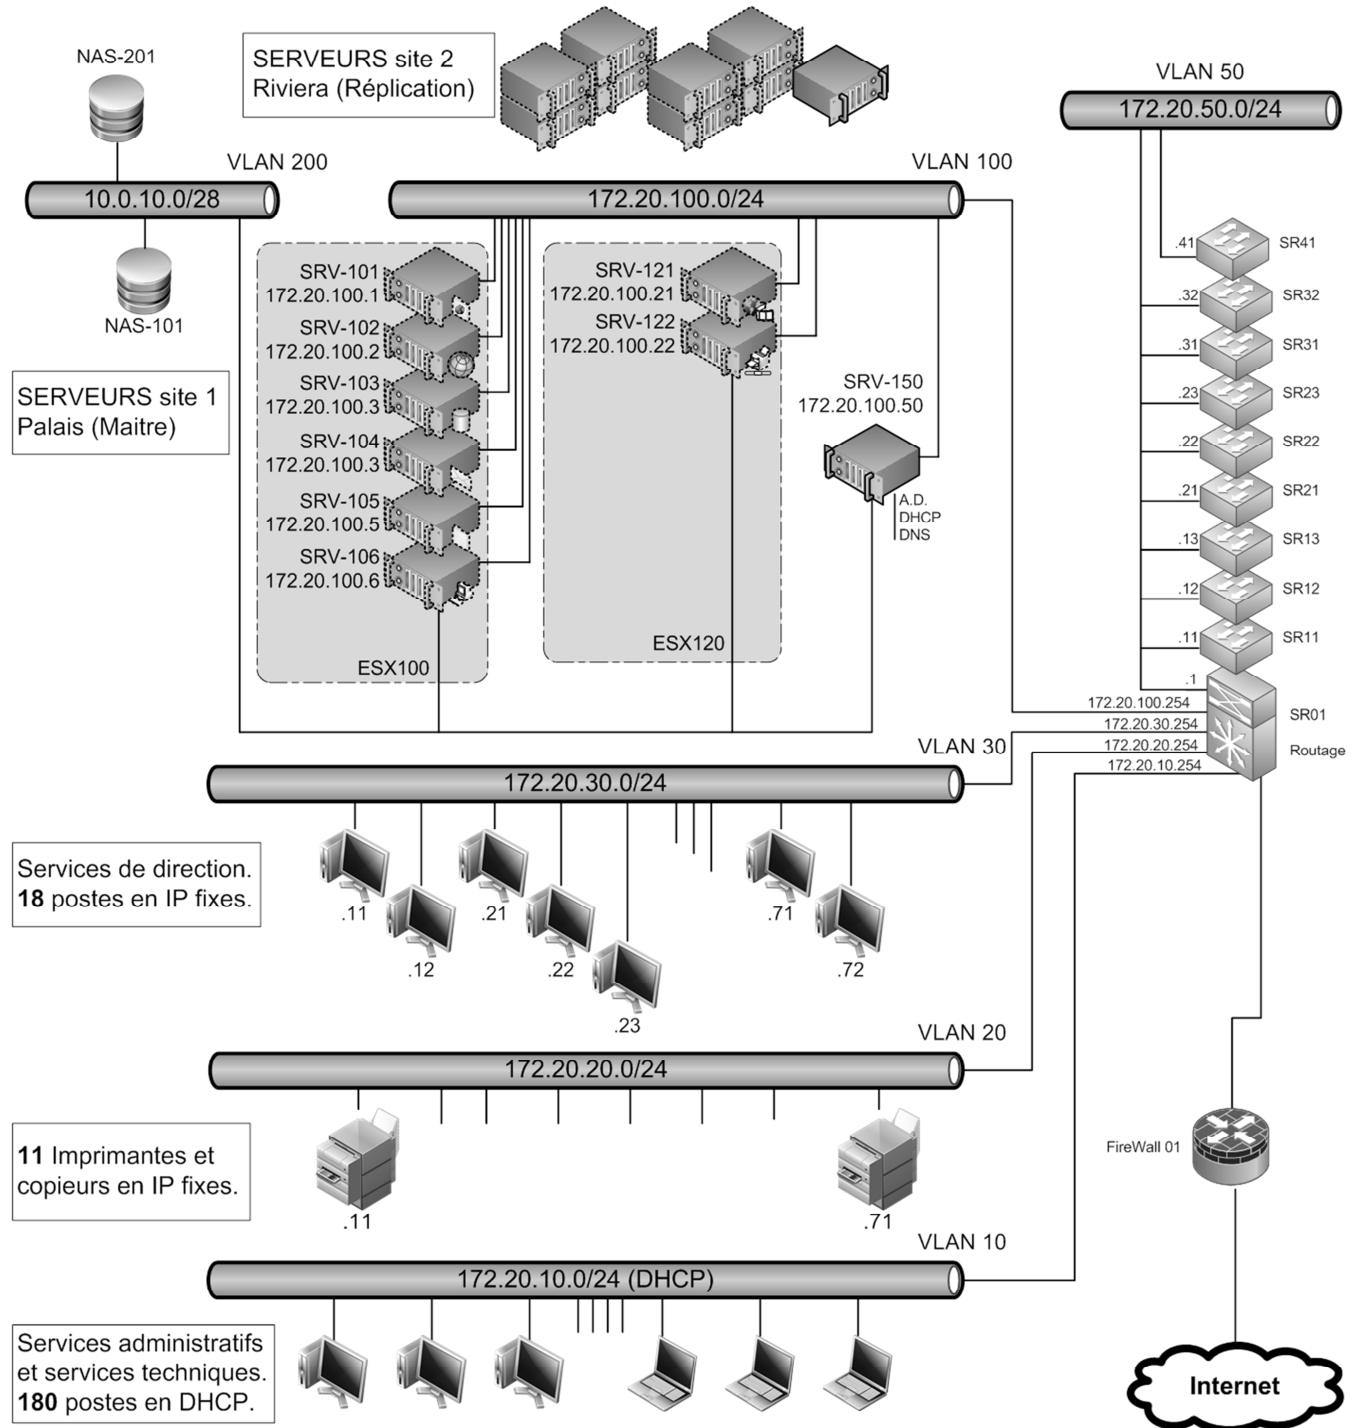 NAS-201
SERVEURS site 2
Riviera (Réplication)
VLAN 50
172.20.50.0/24
VLAN 200
10.0.10.0/28
VLAN 100
172.20.100.0/24
NAS-101
SERVEURS site 1
Palais (Maitre)
SRV-101
172.20.100.1
SRV-102
172.20.100.2
SRV-103
172.20.100.3
SRV-104
172.20.100.3
SRV-105
172.20.100.5
SRV-106
172.20.100.6
ESX100
SRV-121
172.20.100.21
SRV-122
172.20.100.22
ESX120
SRV-150
172.20.100.50
A.D.
DHCP
DNS
.41 SR41
.32 SR32
.31 SR31
.23 SR23
.22 SR22
.21 SR21
.13 SR13
.12 SR12
.11 SR11
.1
172.20.100.254
SR01
172.20.30.254
172.20.20.254
Routage
172.20.10.254
VLAN 30
172.20.30.0/24
Services de direction.
18 postes en IP fixes.
.11
.12
.21
.22
.23
.71
.72
VLAN 20
172.20.20.0/24
11 Imprimantes et
copieurs en IP fixes.
.11
.71
FireWall 01
VLAN 10
172.20.10.0/24 (DHCP)
Services administratifs
et services techniques.
180 postes en DHCP.
Internet